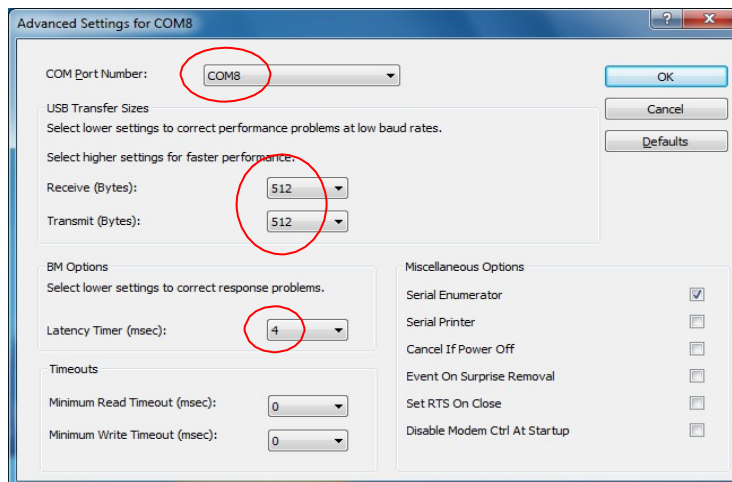 Advanced Settings for COM8
?
X
COM Port Number:
COM8
OK
USB Transfer Sizes
Cancel
Select lower settings to correct performance problems at low baud rates.
Defaults
Select higher settings for faster performance.
Receive (Bytes):
512
Transmit (Bytes):
512
BM Options
Select lower settings to correct response problems.
Latency Timer (msec):
4
Timeouts
Minimum Read Timeout (msec):
0
Minimum Write Timeout (msec):
0
Miscellaneous Options
Serial Enumerator
Serial Printer
Cancel If Power Off
Event On Surprise Removal
Set RTS On Close
Disable Modem Ctrl At Startup